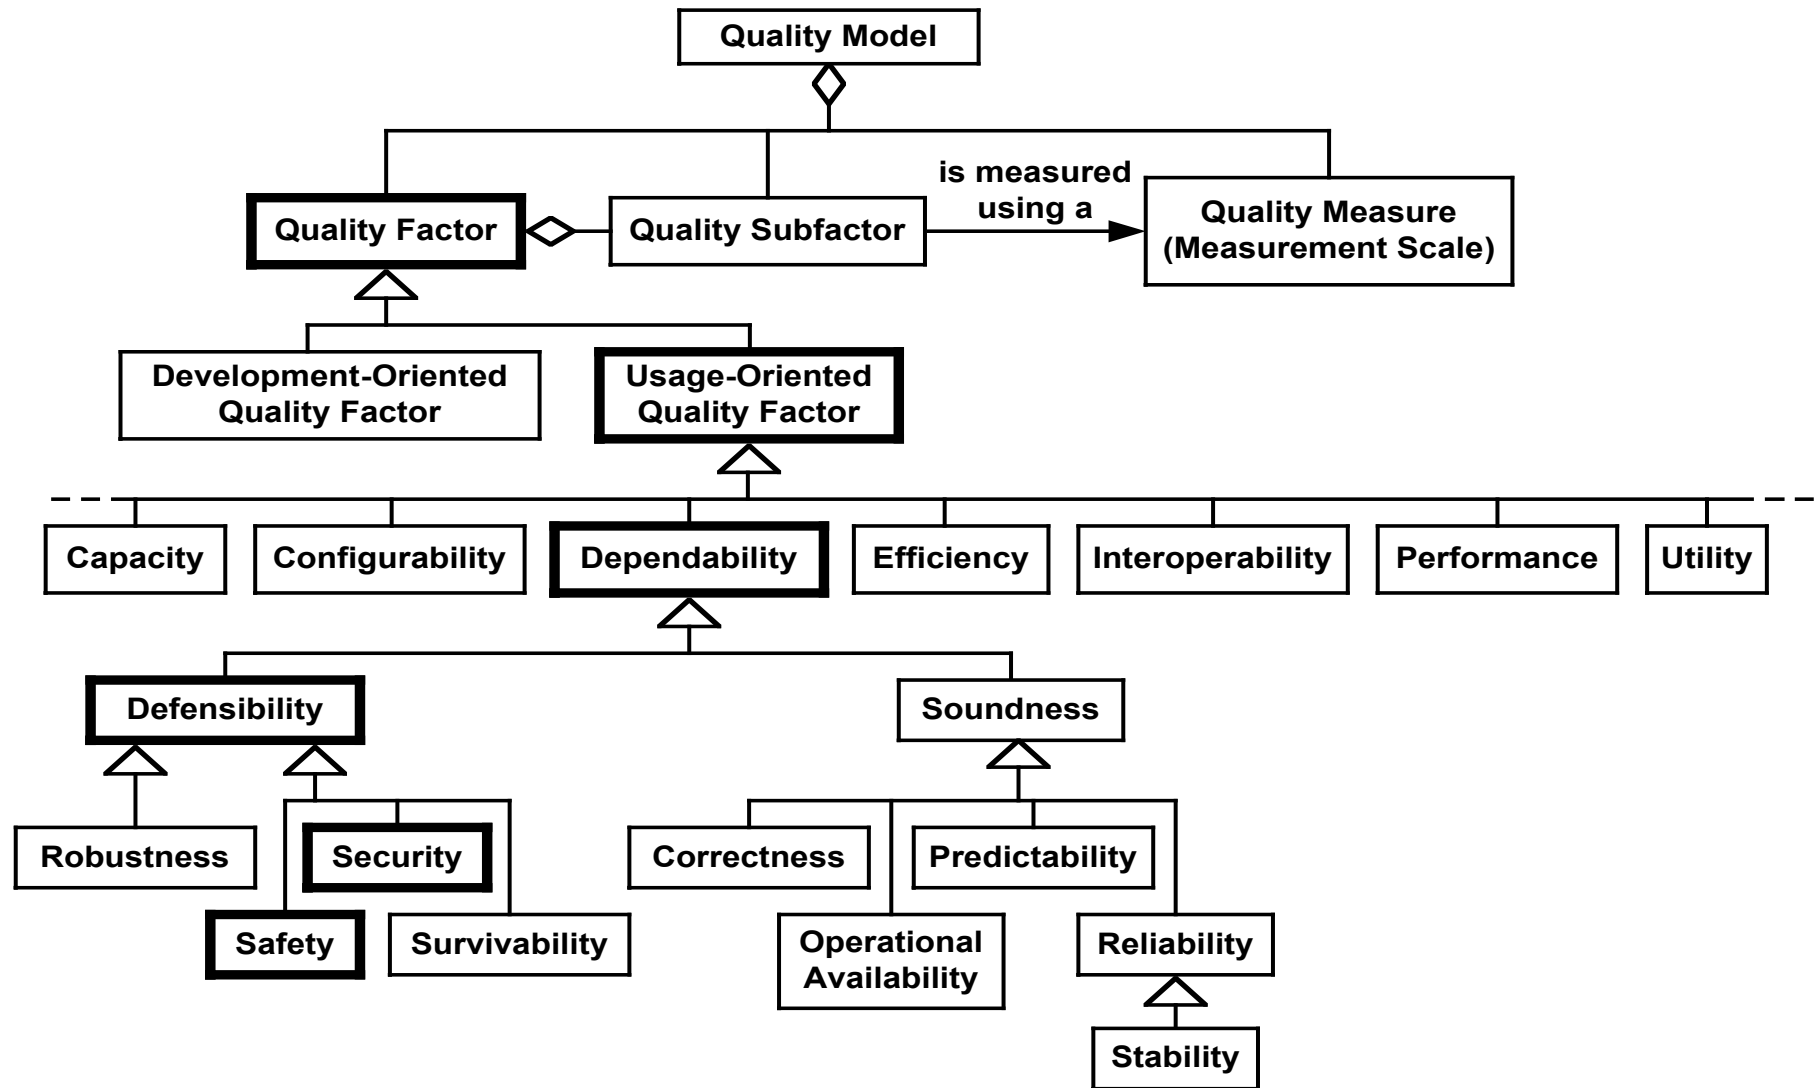 Quality Model
is measured
using a
Quality Factor
Quality Subfactor
Quality Measure
(Measurement Scale)
Development-Oriented
Quality Factor
Usage-Oriented
Quality Factor
Capacity
Configurability
Dependability
Efficiency
Interoperability
Performance
Utility
Defensibility
Soundness
Robustness
Security
Correctness
Predictability
Safety
Survivability
Operational
Availability
Reliability
Stability